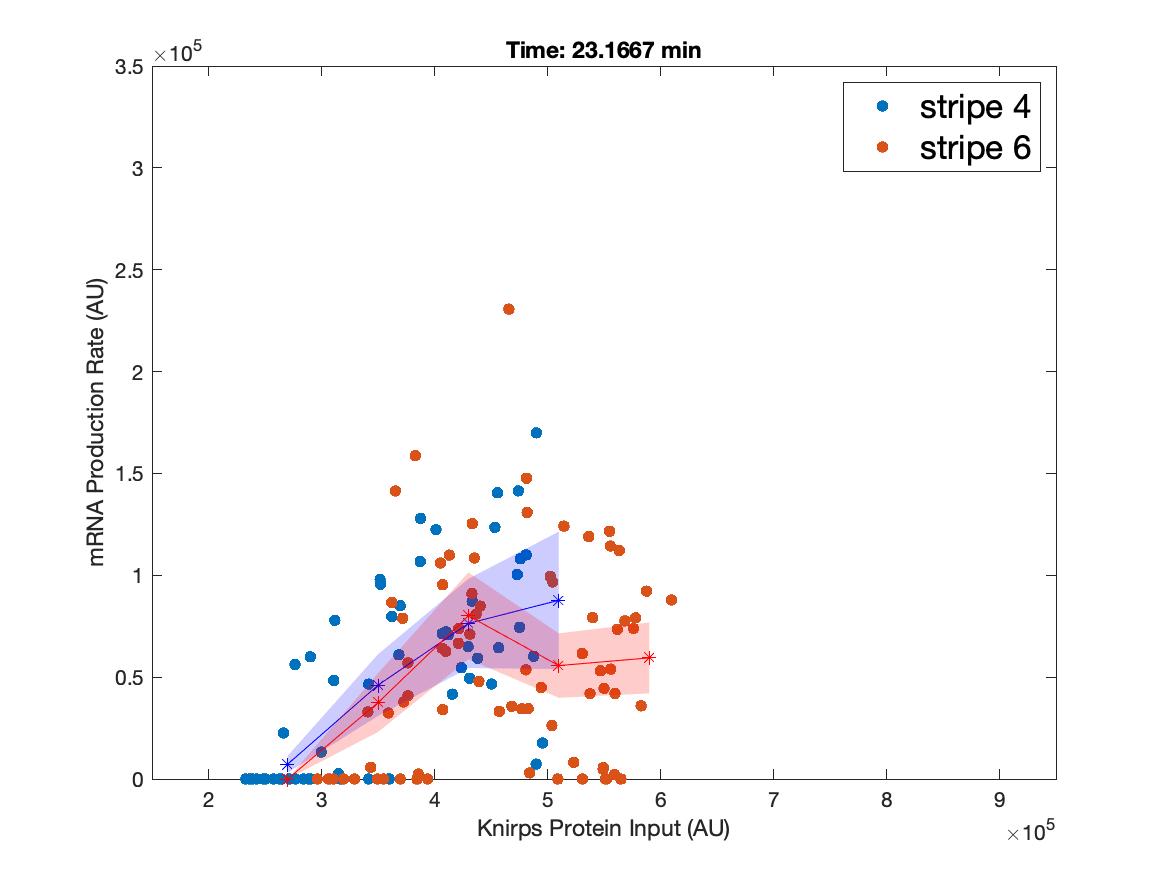 Time: 23.1667 min
×10^5
3.5
3
2.5
2
1.5
1
0.5
0
mRNA Production Rate (AU)
stripe 4
stripe 6
2 3 4 5 6 7 8 9
Knirps Protein Input (AU)
×10^5